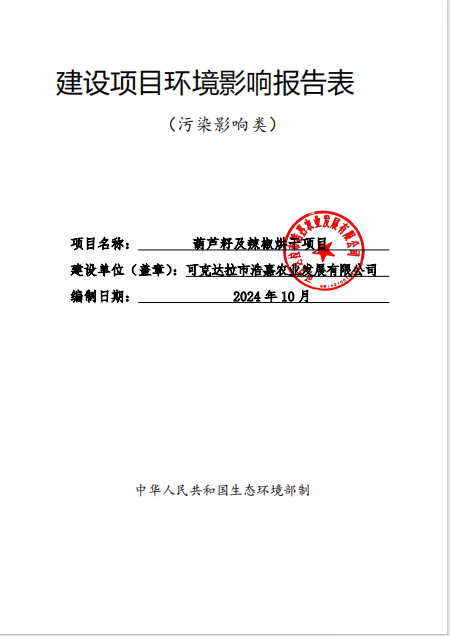 建设项目环境影响报告表
（污染影响类）
项目名称： 葫芦籽及辣椒烘干项目
建设单位（盖章）：可克达拉市浩嘉农业发展有限公司
编制日期： 2024年10月
中华人民共和国生态环境部制